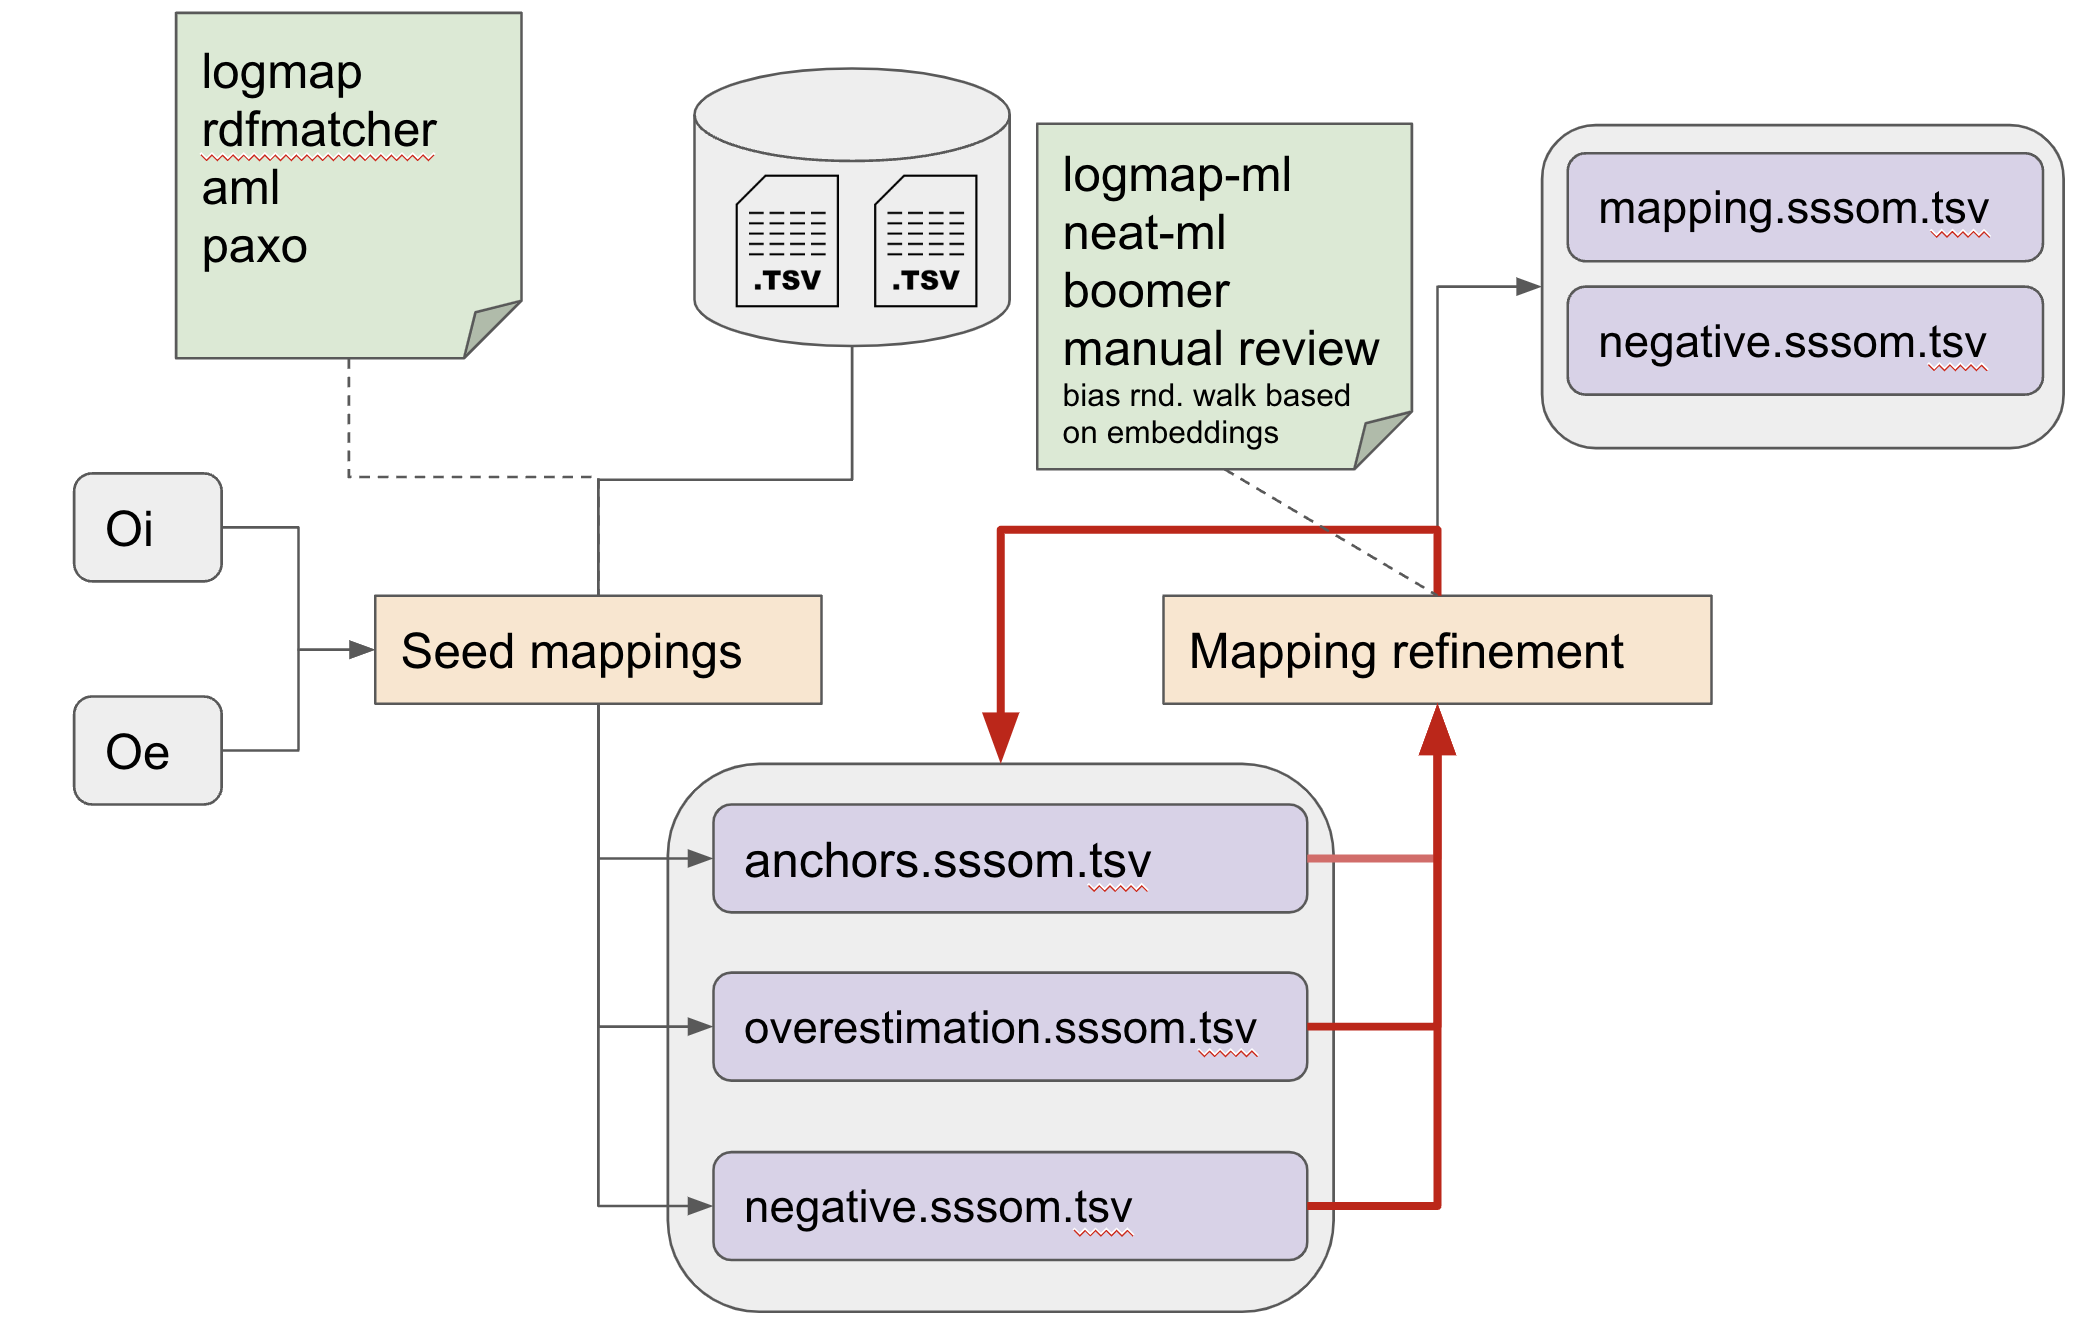 logmap
rdfmatcher
aml
paxo
.TSV
.TSV
logmap-ml
neat-ml
boomer
manual review
bias rnd. walk based
on embeddings
mapping.sssom.tsv
negative.sssom.tsv
Oi
Oe
Seed mappings
Mapping refinement
anchors.sssom.tsv
overestimation.sssom.tsv
negative.sssom.tsv